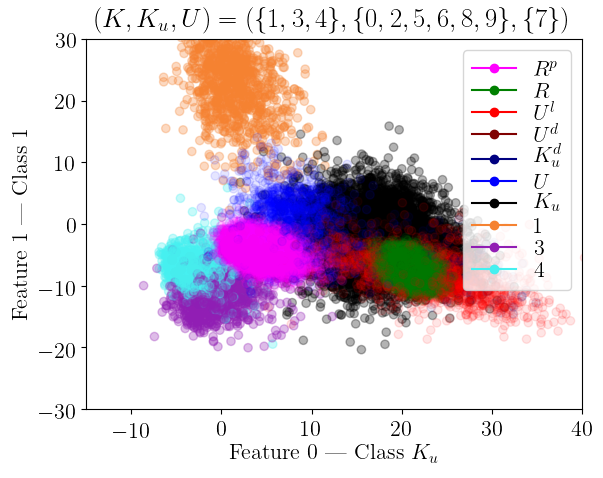 (K, K_u, U) = ({1, 3, 4}, {0, 2, 5, 6, 8, 9}, {7})
30
20
10
0
−10
−20
−30
Feature 1 — Class 1
R^p
R
U^l
U^d
K_u^d
U
K_u
1
3
4
−10 0 10 20 30 40
Feature 0 — Class K_u